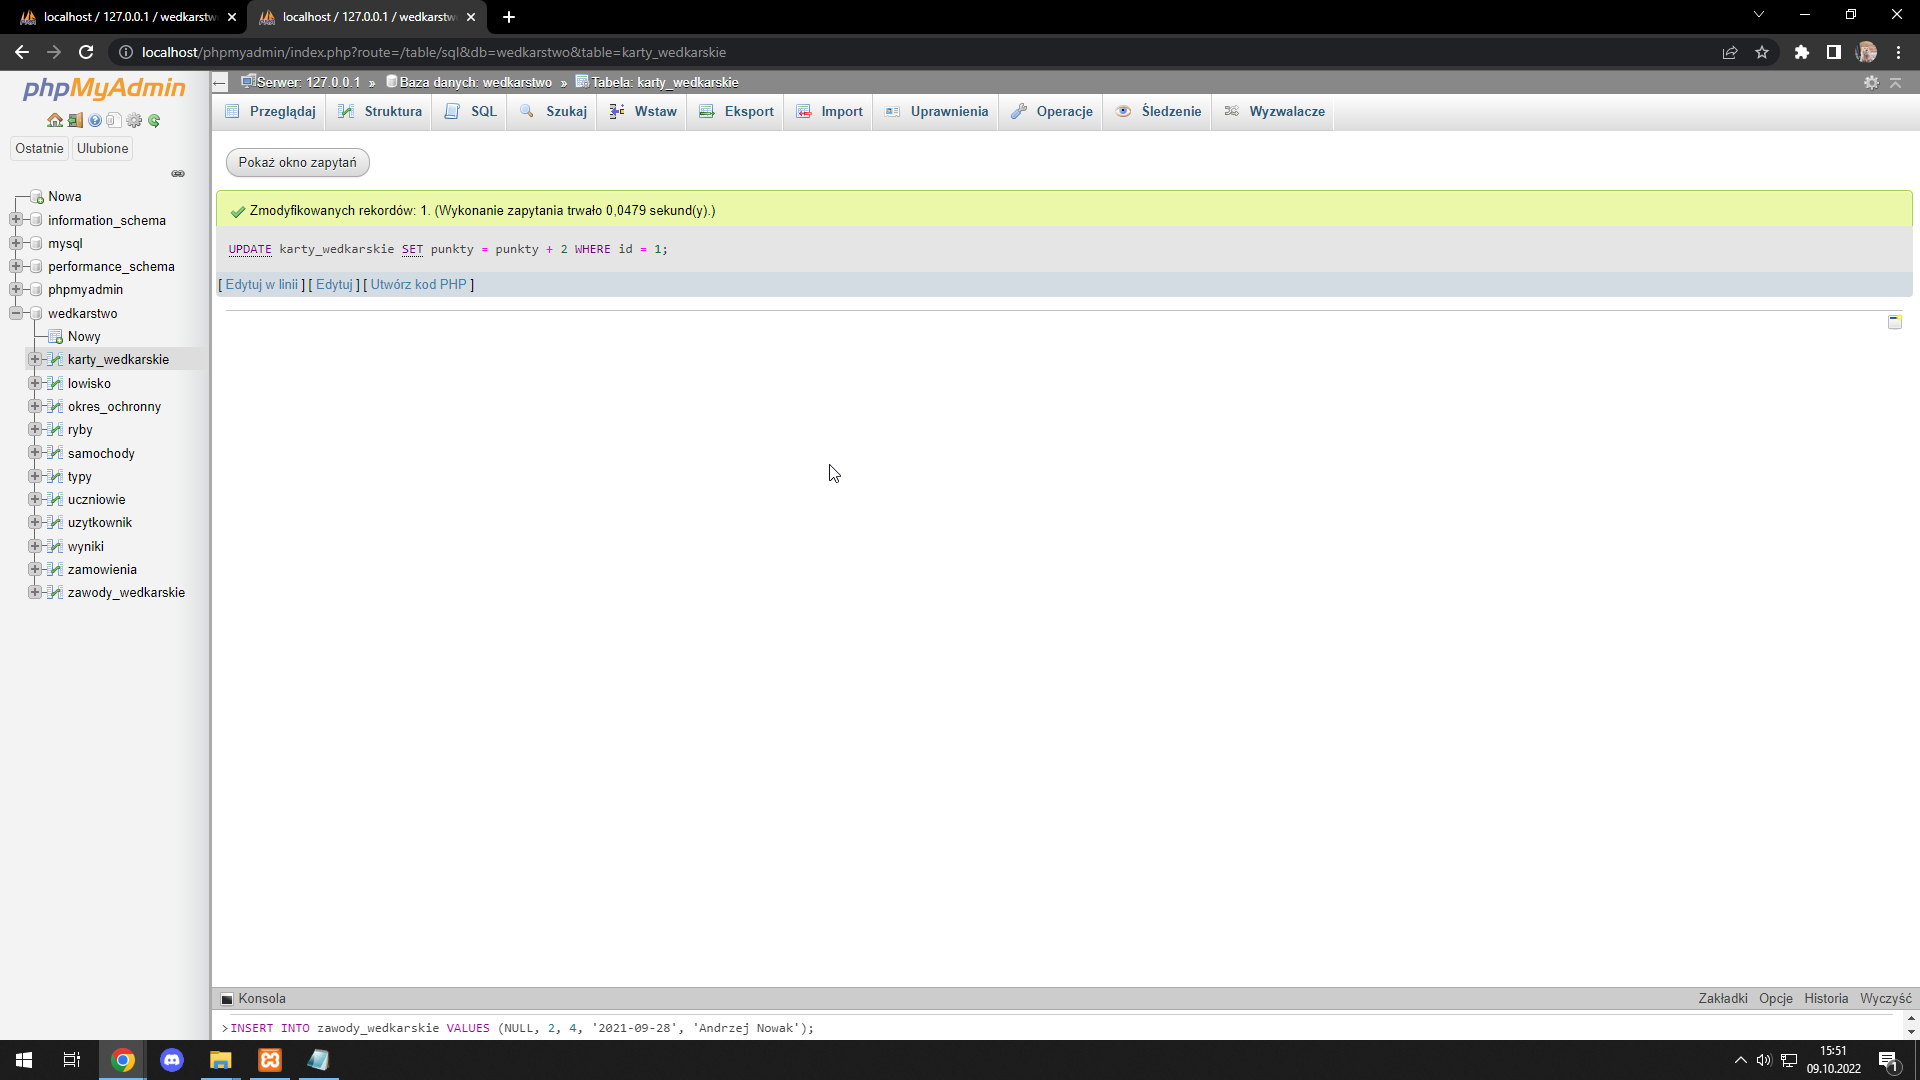 localhost / 127.0.0.1 / wedkarstw
localhost / 127.0.0.1 / wedkarstw
localhost/phpmyadmin/index.php?route=/table/sql&db=wedkarstwo&table=karty_wedkarskie
phpMyAdmin
Ostatnie
Ulubione
Nowa
information_schema
mysql
performance_schema
phpmyadmin
wedkarstwo
Nowy
karty_wedkarskie
lowisko
okres_ochronny
ryby
samochody
typy
uczniowie
uzytkownik
wyniki
zamowienia
zawody_wedkarskie
Serwer: 127.0.0.1 » Baza danych: wedkarstwo » Tabela: karty_wedkarskie
Przeglądaj Struktura SQL Szukaj Wstaw Eksport Import Uprawnienia Operacje Śledzenie Wyzwalacze
Pokaż okno zapytań
Zmodyfikowanych rekordów: 1. (Wykonanie zapytania trwało 0,0479 sekund(y).)
UPDATE karty_wedkarskie SET punkty = punkty + 2 WHERE id = 1;
[ Edytuj w linii ] [ Edytuj ] [ Utwórz kod PHP ]
Konsola
Zakładki Opcje Historia Wyczyść
>INSERT INTO zawody_wedkarskie VALUES (NULL, 2, 4, '2021-09-28', 'Andrzej Nowak');
15:51
09.10.2022
1